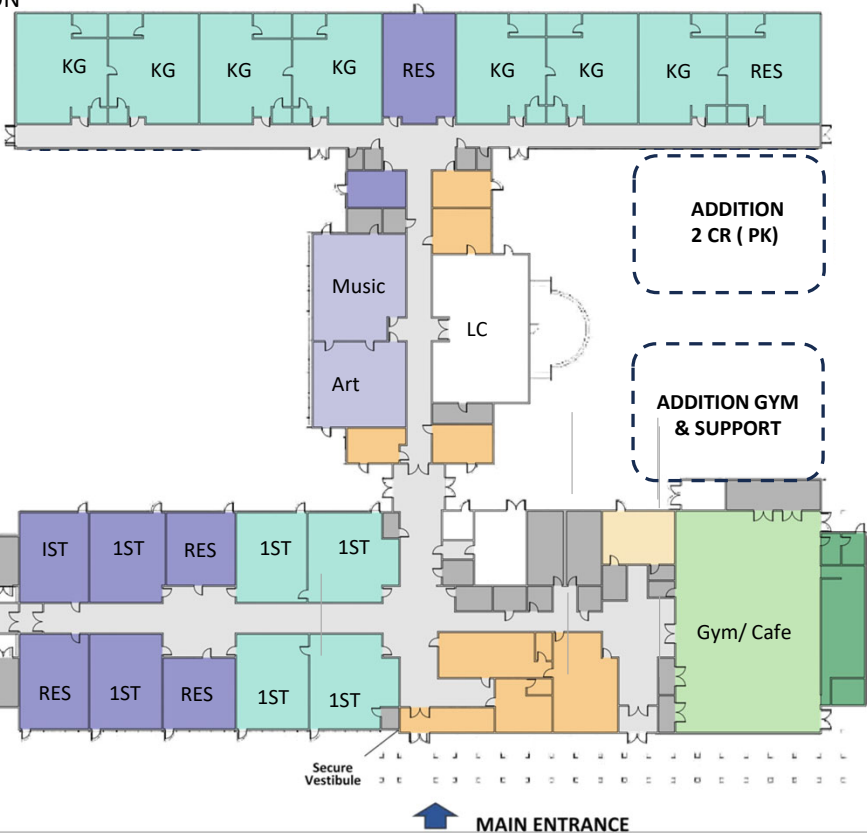 ON
KG KG KG KG RES KG KG KG RES
ADDITION
2 CR ( PK)
Music
LC
Art
ADDITION GYM
& SUPPORT
IST 1ST RES 1ST 1ST
Gym/ Cafe
RES 1ST RES 1ST 1ST
Secure
Vestibule
MAIN ENTRANCE